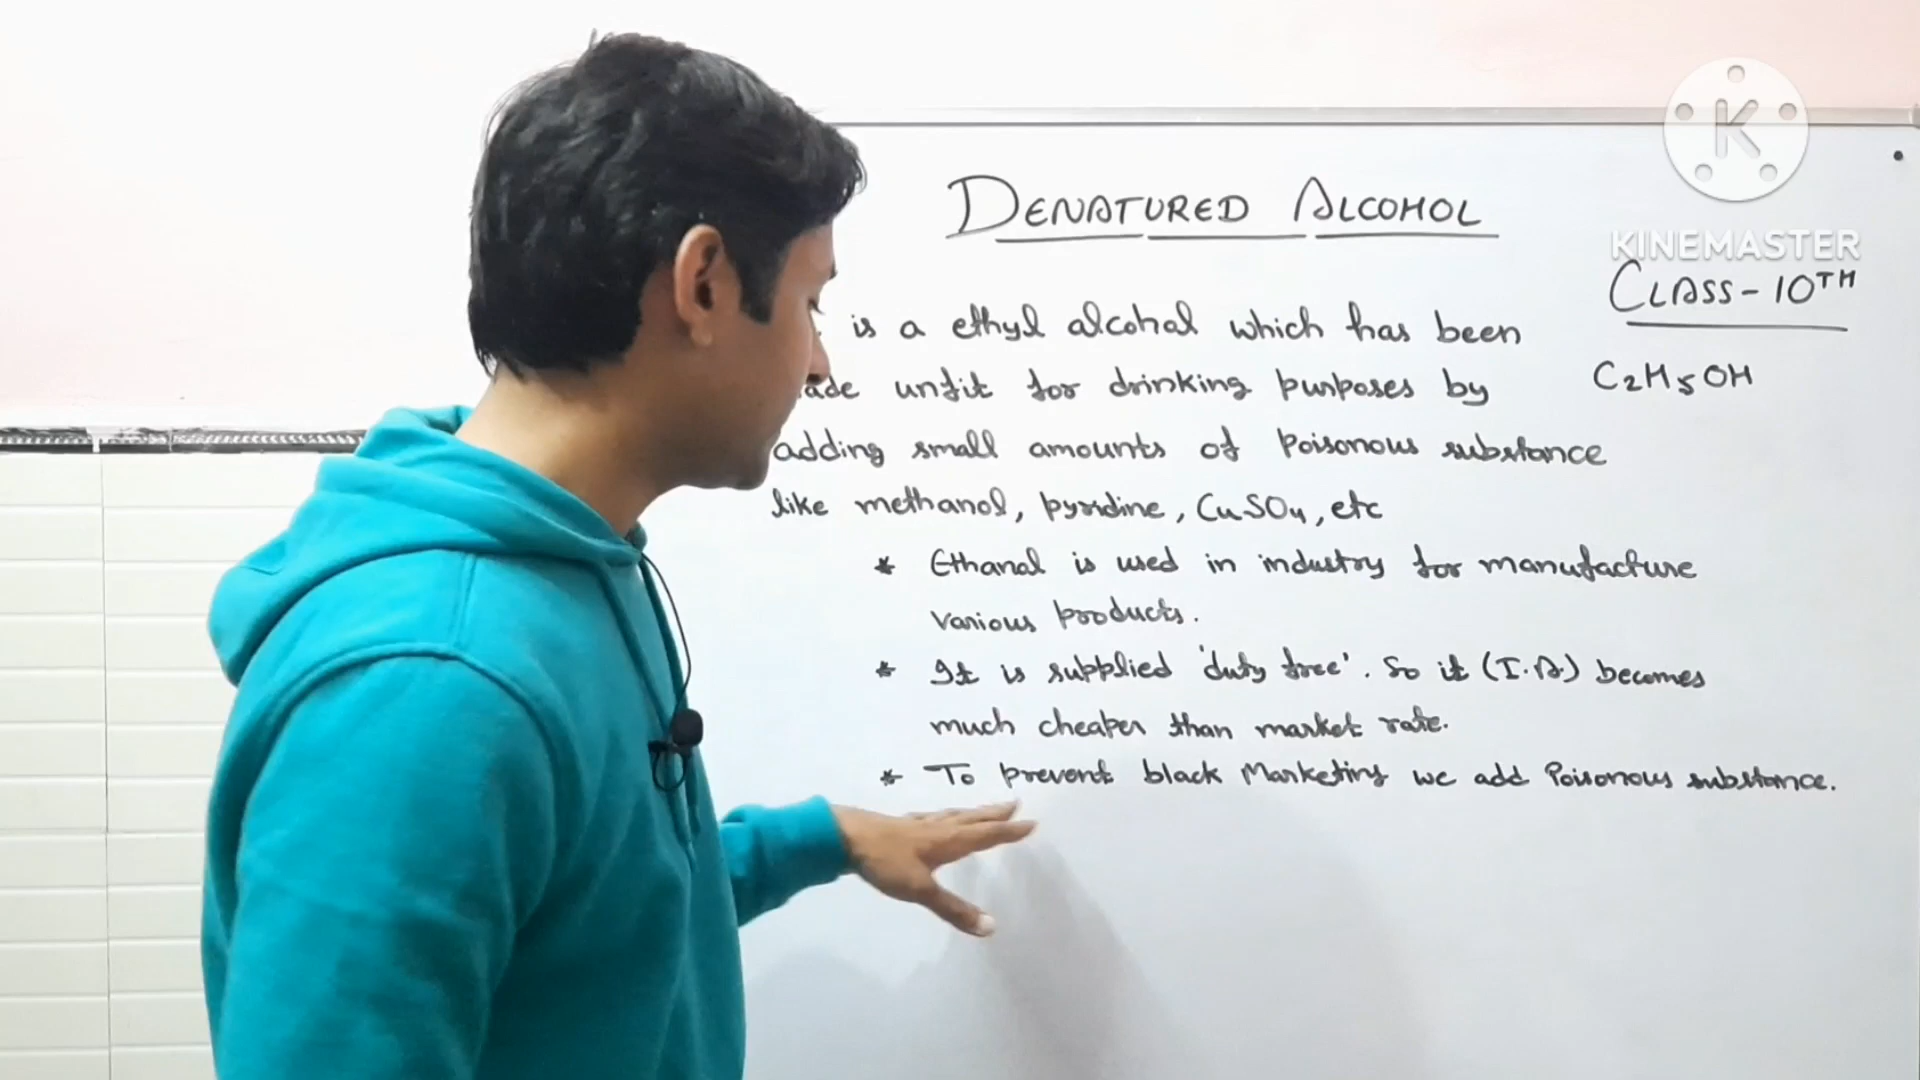 DENATURED ALCOHOL
K
KINEMASTER
CLASS-10TH
is a ethyl alcohal which has been
ade unfit for drinking purposes by
C2H5OH
adding small amounts of poisonous substance
like methanol, pyridine, CuSO4, etc
* Ethanol is used in industry for manufacture
various products.
* It is supplied 'duty free'. So it (I.A.) becomes
much cheaper than market rate.
* To prevent black Marketing we add Poisonous substance.